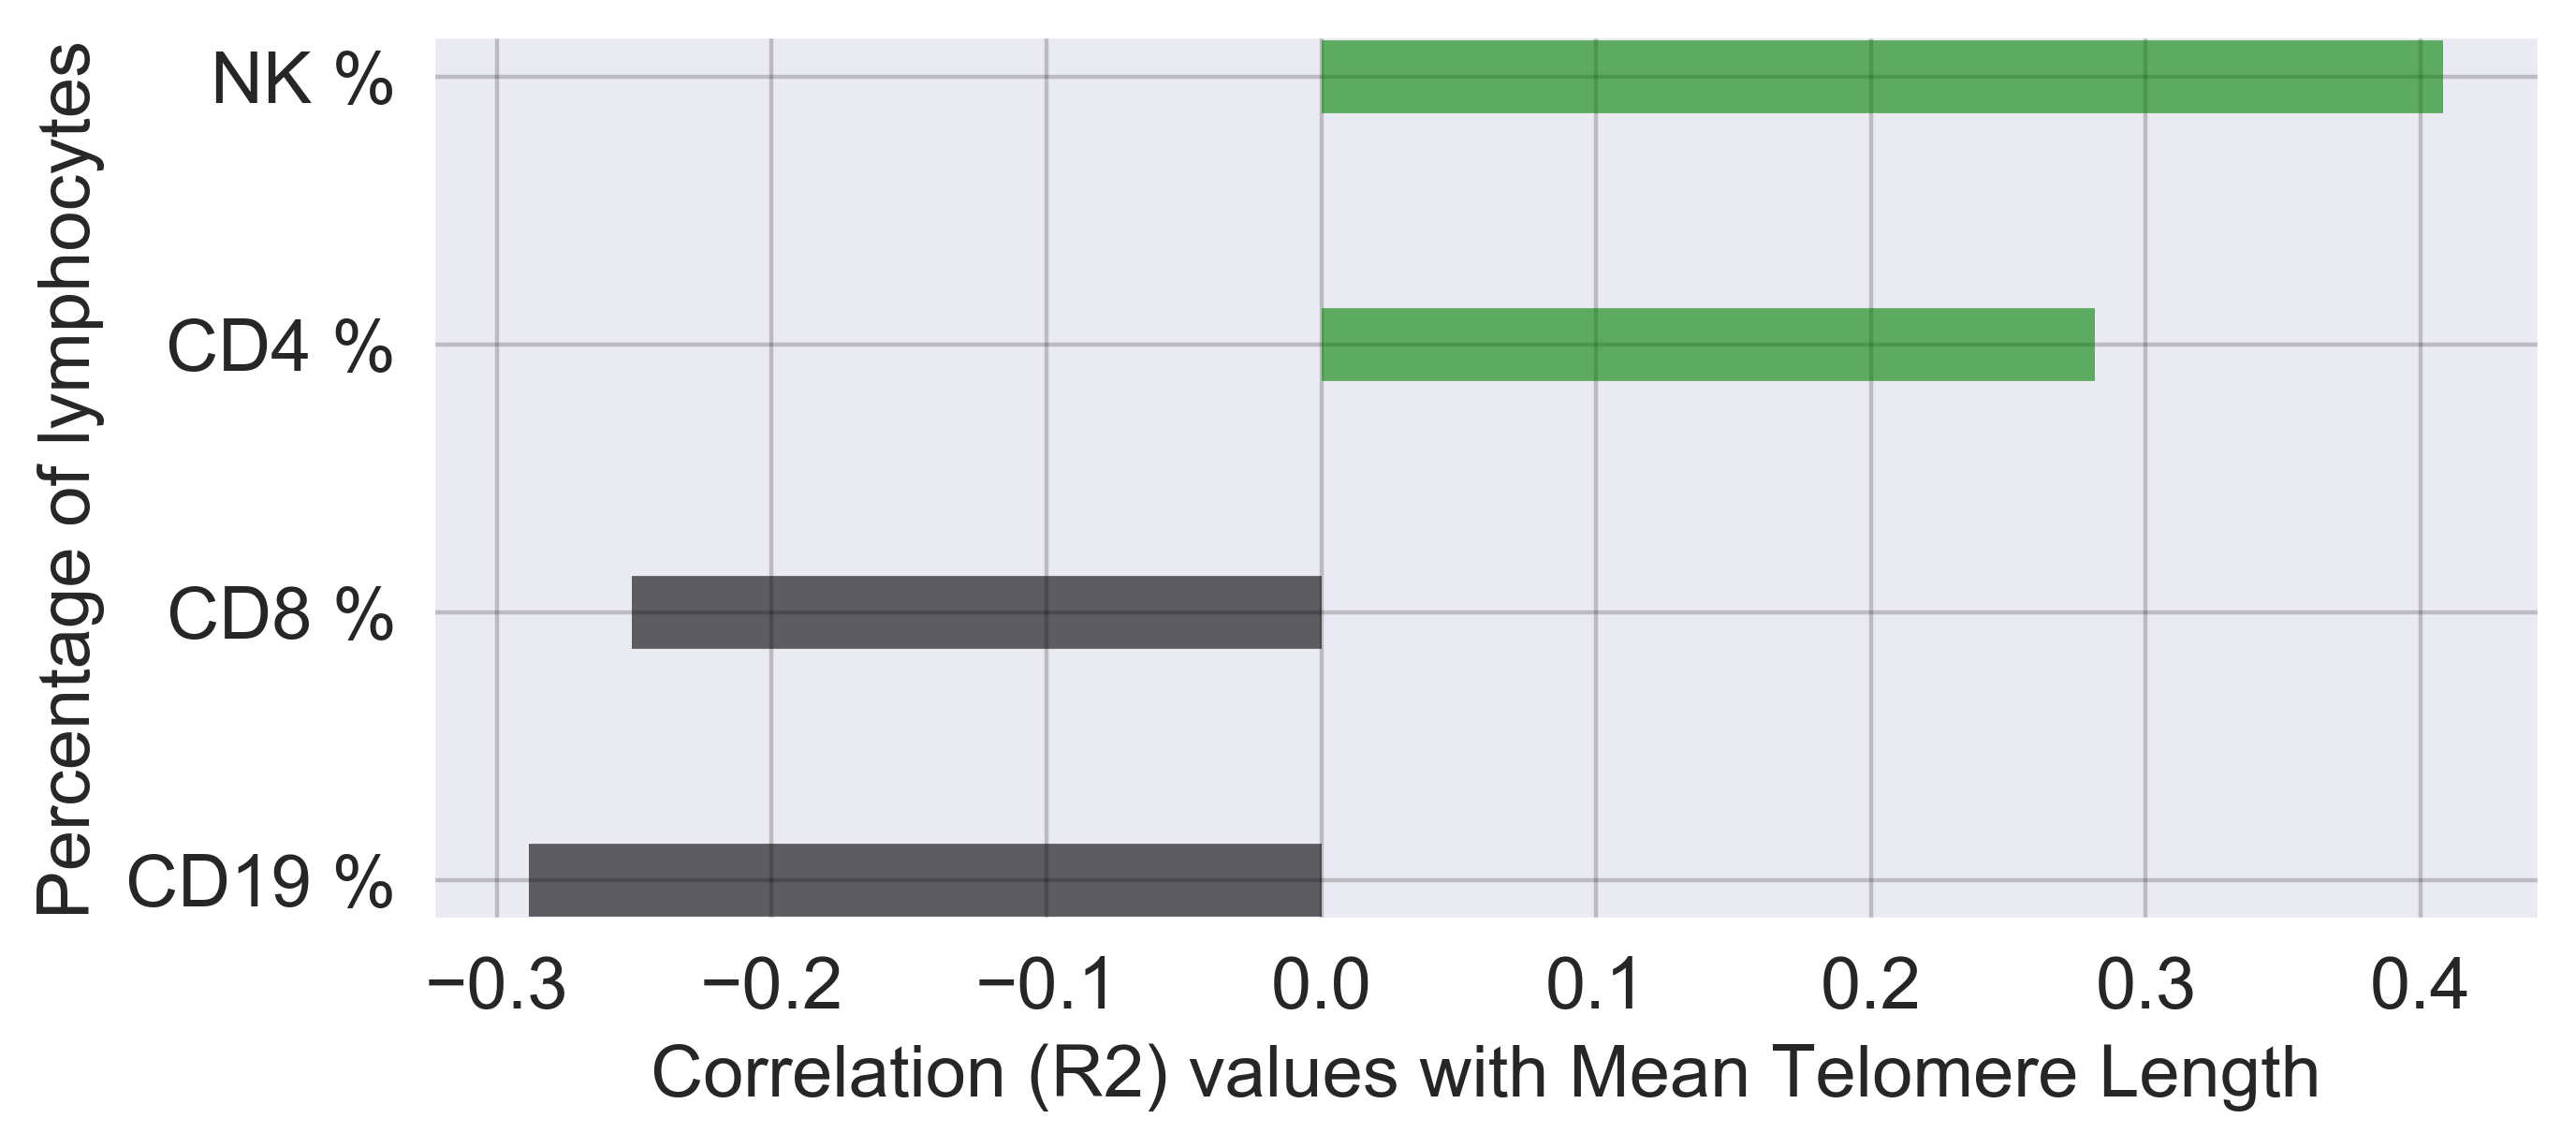 Percentage of lymphocytes
NK %
CD4 %
CD8 %
CD19 %
−0.3 −0.2 −0.1 0.0 0.1 0.2 0.3 0.4
Correlation (R2) values with Mean Telomere Length